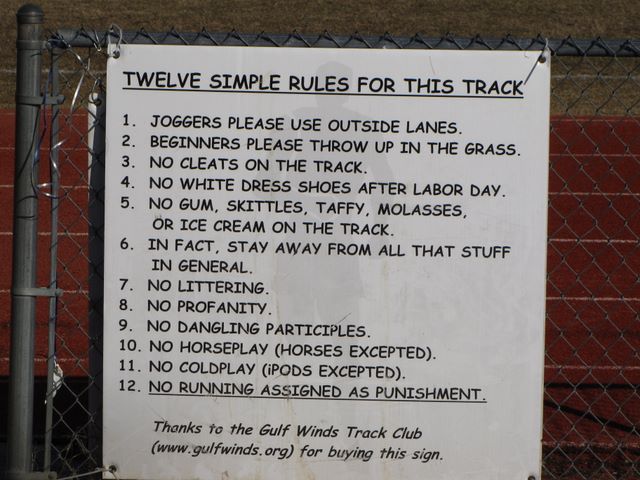 TWELVE SIMPLE RULES FOR THIS TRACK
1. JOGGERS PLEASE USE OUTSIDE LANES.
2. BEGINNERS PLEASE THROW UP IN THE GRASS.
3. NO CLEATS ON THE TRACK.
4. NO WHITE DRESS SHOES AFTER LABOR DAY.
5. NO GUM, SKITTLES, TAFFY, MOLASSES,
OR ICE CREAM ON THE TRACK.
6. IN FACT, STAY AWAY FROM ALL THAT STUFF
IN GENERAL.
7. NO LITTERING.
8. NO PROFANITY.
9. NO DANGLING PARTICIPLES.
10. NO HORSEPLAY (HORSES EXCEPTED).
11. NO COLDPLAY (iPODS EXCEPTED).
12. NO RUNNING ASSIGNED AS PUNISHMENT.
Thanks to the Gulf Winds Track Club
(www.gulfwinds.org) for buying this sign.